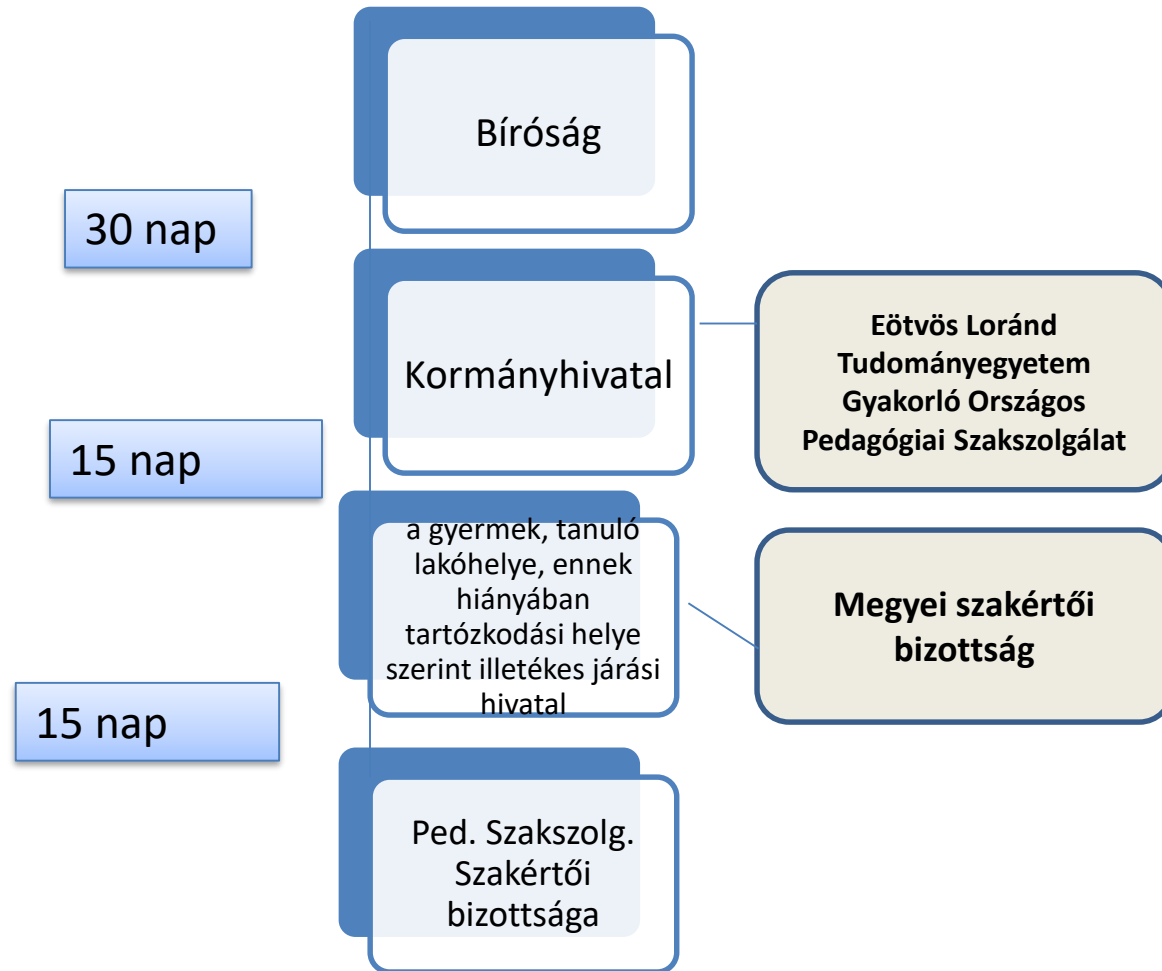 Bíróság
30 nap
Kormányhivatal
Eötvös Loránd
Tudományegyetem
Gyakorló Országos
Pedagógiai Szakszolgálat
15 nap
a gyermek, tanuló
lakóhelye, ennek
hiányában
tartózkodási helye
szerint illetékes járási
hivatal
Megyei szakértői
bizottság
15 nap
Ped. Szakszolg.
Szakértői
bizottsága